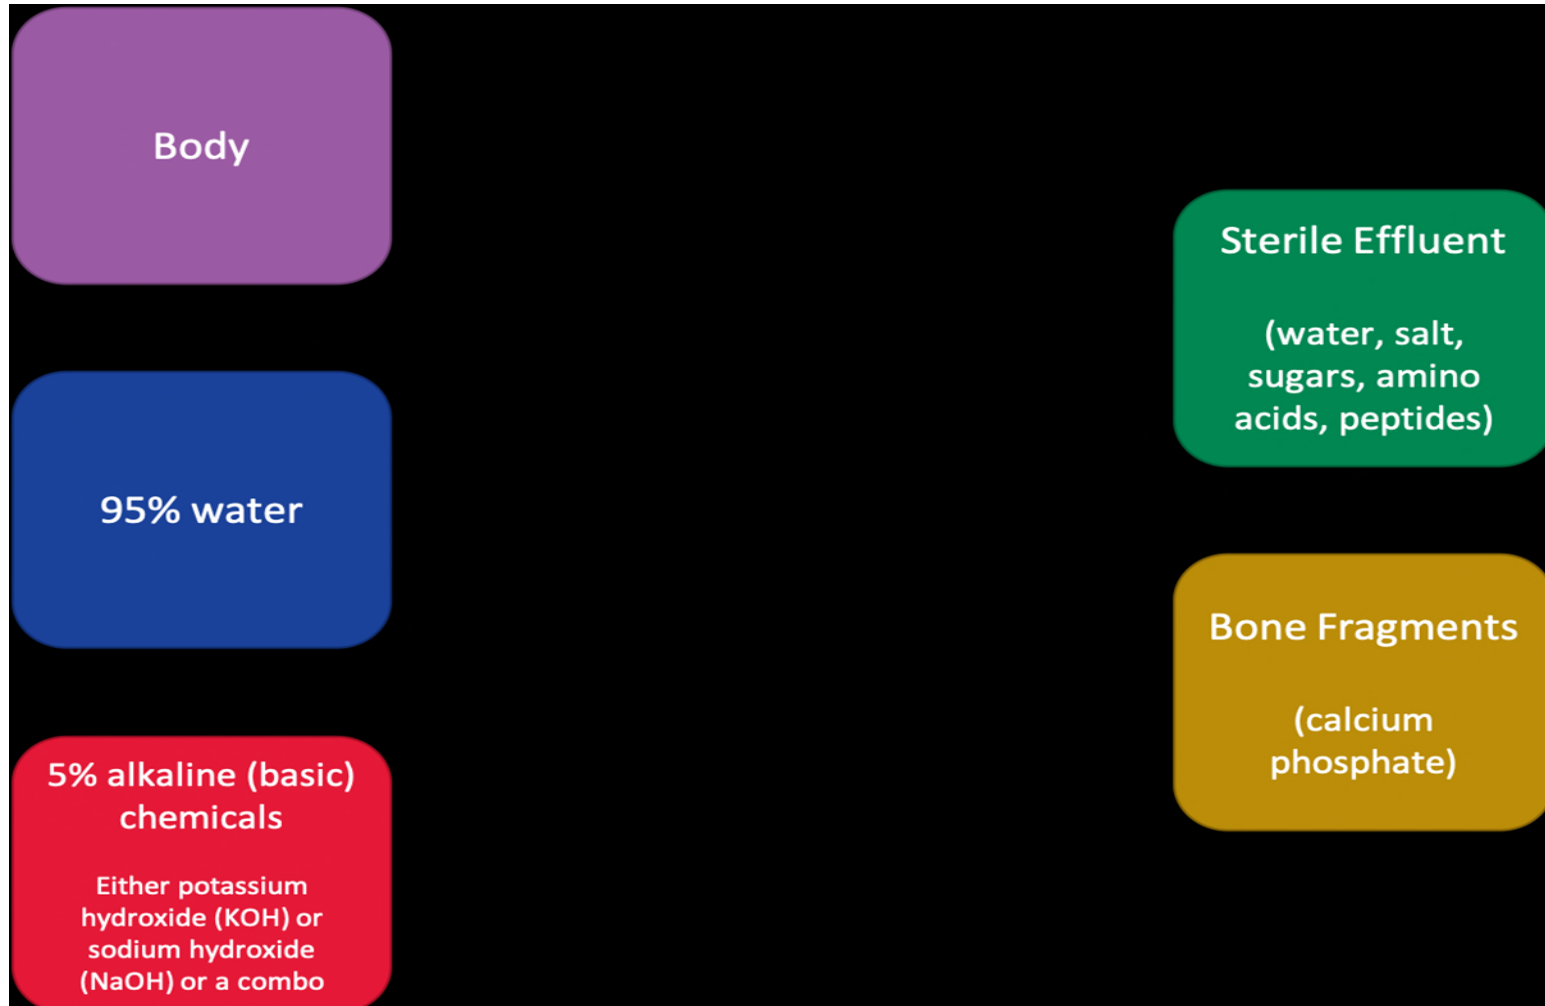 Body
95% water
5% alkaline (basic)
chemicals
Either potassium
hydroxide (KOH) or
sodium hydroxide
(NaOH) or a combo
Sterile Effluent
(water, salt,
sugars, amino
acids, peptides)
Bone Fragments
(calcium
phosphate)